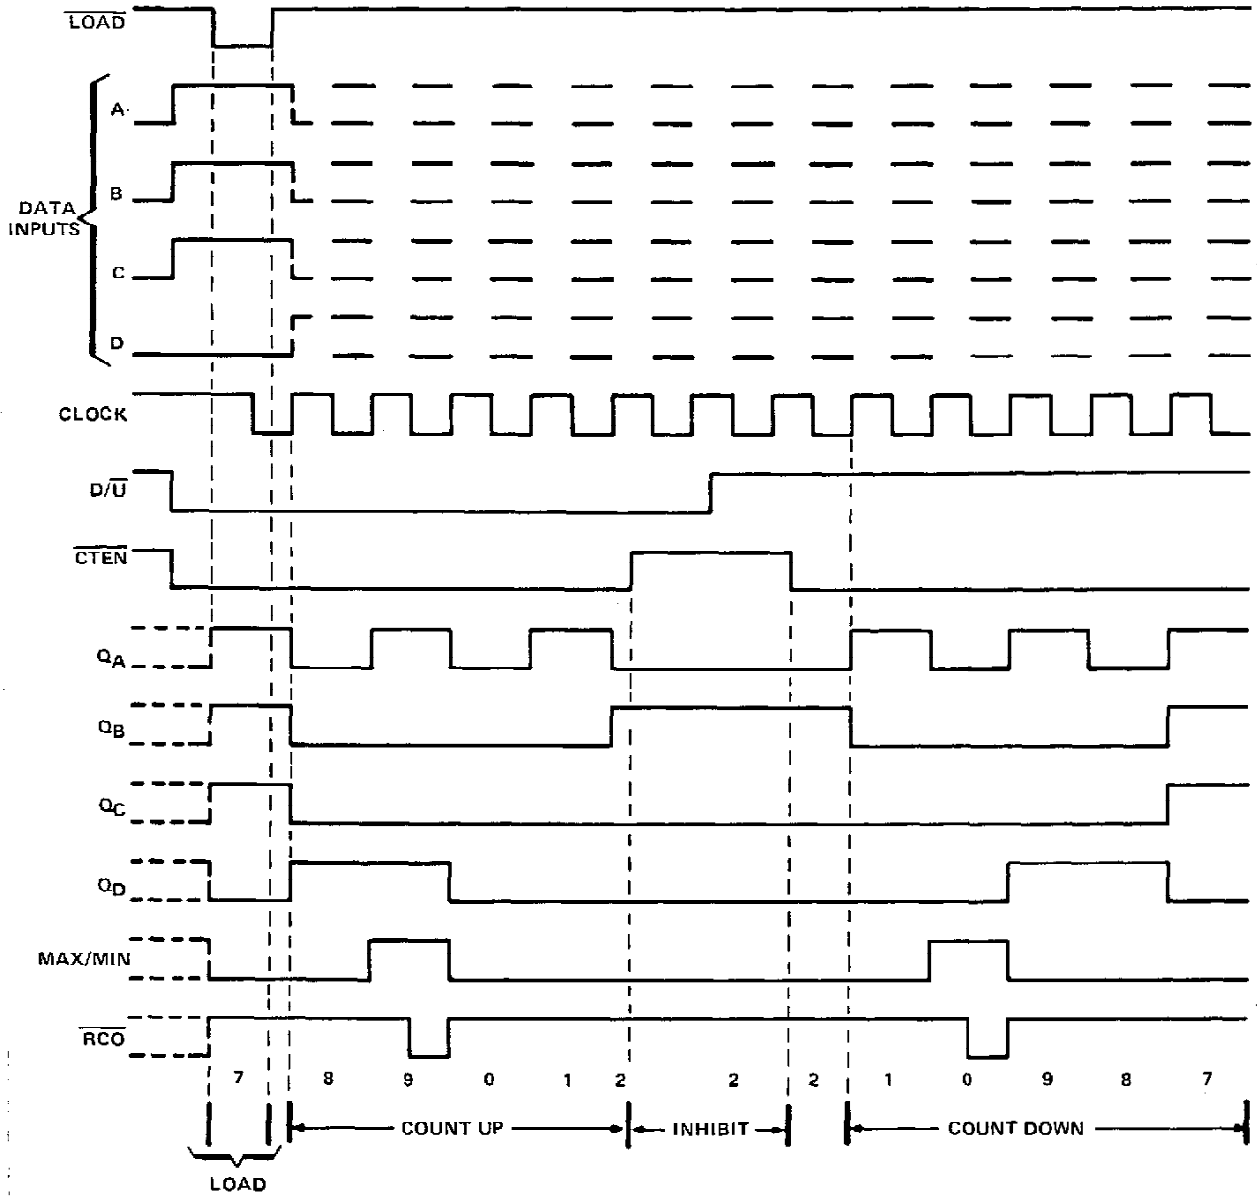 LOAD
A
B
DATA
INPUTS
C
D
CLOCK
D/U
CTEN
QA
QB
QC
QD
MAX/MIN
RCO
7 8 9 0 1 2 2 2 1 0 9 8 7
COUNT UP INHIBIT COUNT DOWN
LOAD